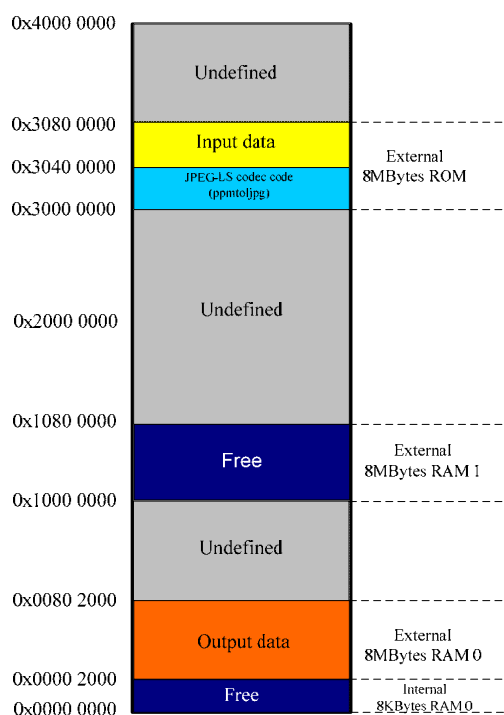 0x4000 0000
Undefined
0x3080 0000
Input data
External
8MBytes ROM
0x3040 0000
JPEG-LS codec code
(ppmtoljpg)
0x3000 0000
Undefined
0x2000 0000
0x1080 0000
Free
External
8MBytes RAM 1
0x1000 0000
Undefined
0x0080 2000
Output data
External
8MBytes RAM 0
0x0000 2000
Free
Internal
8KBytes RAM 0
0x0000 0000